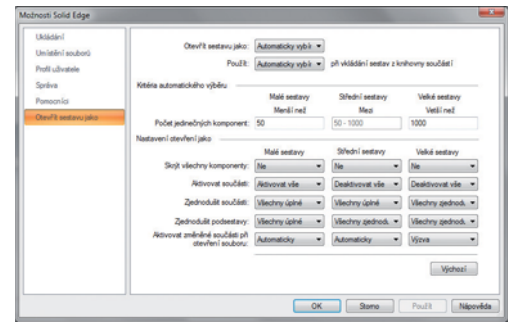 Možnosti Solid Edge
Ukládání
Umístění souborů
Profil uživatele
Správa
Pomocníci
Otevřít sestavu jako
Otevřít sestavu jako: Automaticky vybír
Použít: Automaticky vybír při vkládání sestav z knihovny součástí
Kritéria automatického výběru
Malé sestavy Střední sestavy Velké sestavy
Menší než Mezi Větší než
Počet jedinečných komponent: 50 50 - 1000 1000
Nastavení otevření jako
Malé sestavy Střední sestavy Velké sestavy
Skrýt všechny komponenty: Ne Ne Ne
Aktivovat součásti: Aktivovat vše Deaktivovat vše Deaktivovat vše
Zjednodušit součásti: Všechny úplné Všechny úplné Všechny zjednod.
Zjednodušit podsestavy: Všechny úplné Všechny zjednod. Všechny zjednod.
Aktivovat změněné součásti při
otevření souboru: Automaticky Automaticky Výzva
Výchozí
OK Storno Použít Nápověda